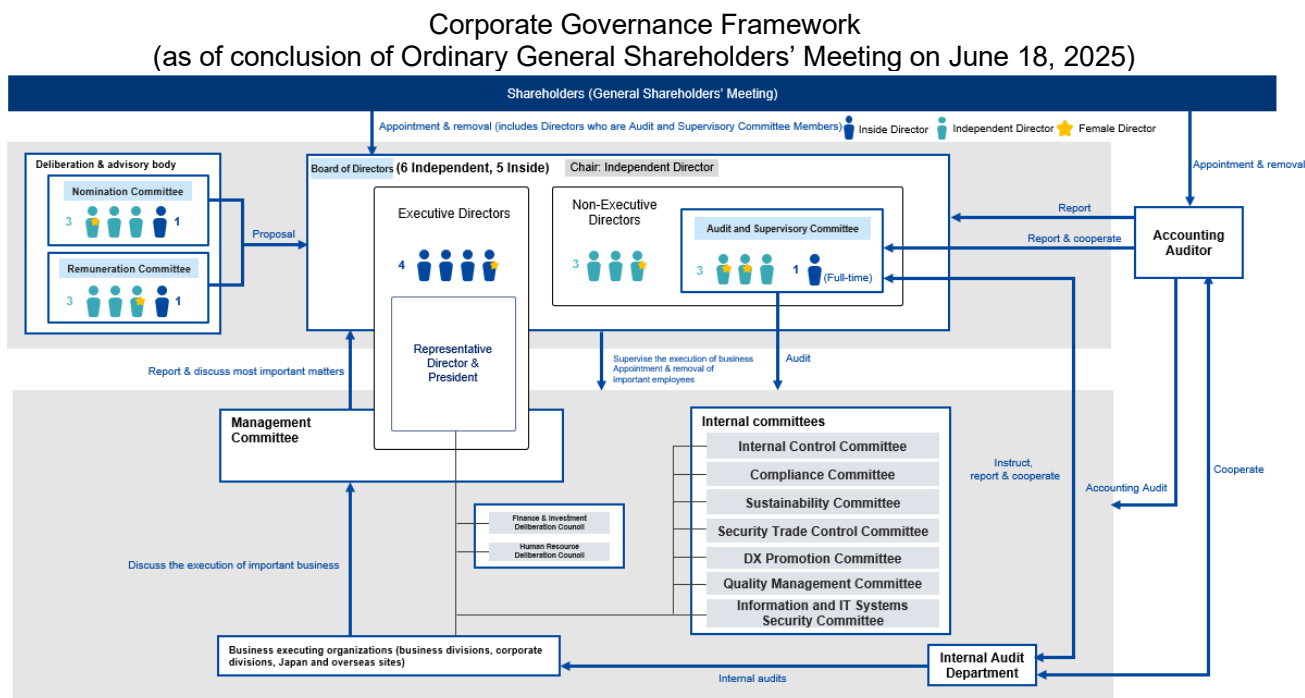 Corporate Governance Framework
(as of conclusion of Ordinary General Shareholders’ Meeting on June 18, 2025)
Shareholders (General Shareholders’ Meeting)
Appointment & removal (includes Directors who are Audit and Supervisory Committee Members)
Inside Director
Independent Director
Female Director
Appointment & removal
Deliberation & advisory body
Nomination Committee
3
1
Remuneration Committee
3
1
Proposal
Board of Directors (6 Independent, 5 Inside)
Chair: Independent Director
Executive Directors
4
Representative
Director &
President
Non-Executive
Directors
3
Audit and Supervisory Committee
3
1
(Full-time)
Report
Report & cooperate
Accounting
Auditor
Report & discuss most important matters
Supervise the execution of business
Appointment & removal of
important employees
Audit
Management
Committee
Internal committees
Internal Control Committee
Compliance Committee
Sustainability Committee
Security Trade Control Committee
DX Promotion Committee
Quality Management Committee
Information and IT Systems
Security Committee
Instruct,
report & cooperate
Accounting Audit
Cooperate
Finance & Investment
Deliberation Council
Human Resource
Deliberation Council
Discuss the execution of important business
Business executing organizations (business divisions, corporate
divisions, Japan and overseas sites)
Internal audits
Internal Audit
Department